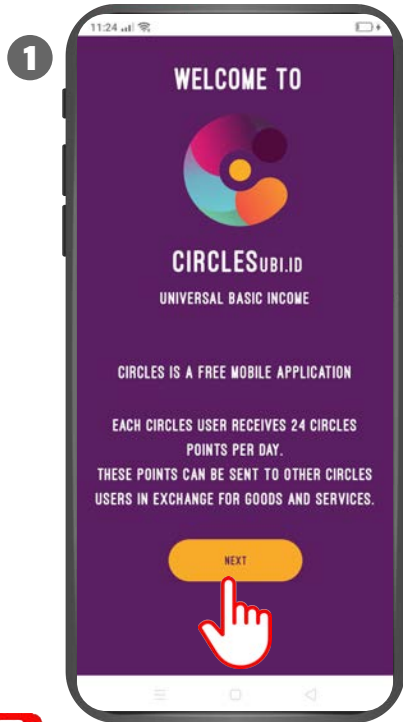 1
11:24
WELCOME TO
CIRCLESUBI.ID
UNIVERSAL BASIC INCOME
CIRCLES IS A FREE MOBILE APPLICATION
EACH CIRCLES USER RECEIVES 24 CIRCLES
POINTS PER DAY.
THESE POINTS CAN BE SENT TO OTHER CIRCLES
USERS IN EXCHANGE FOR GOODS AND SERVICES.
NEXT